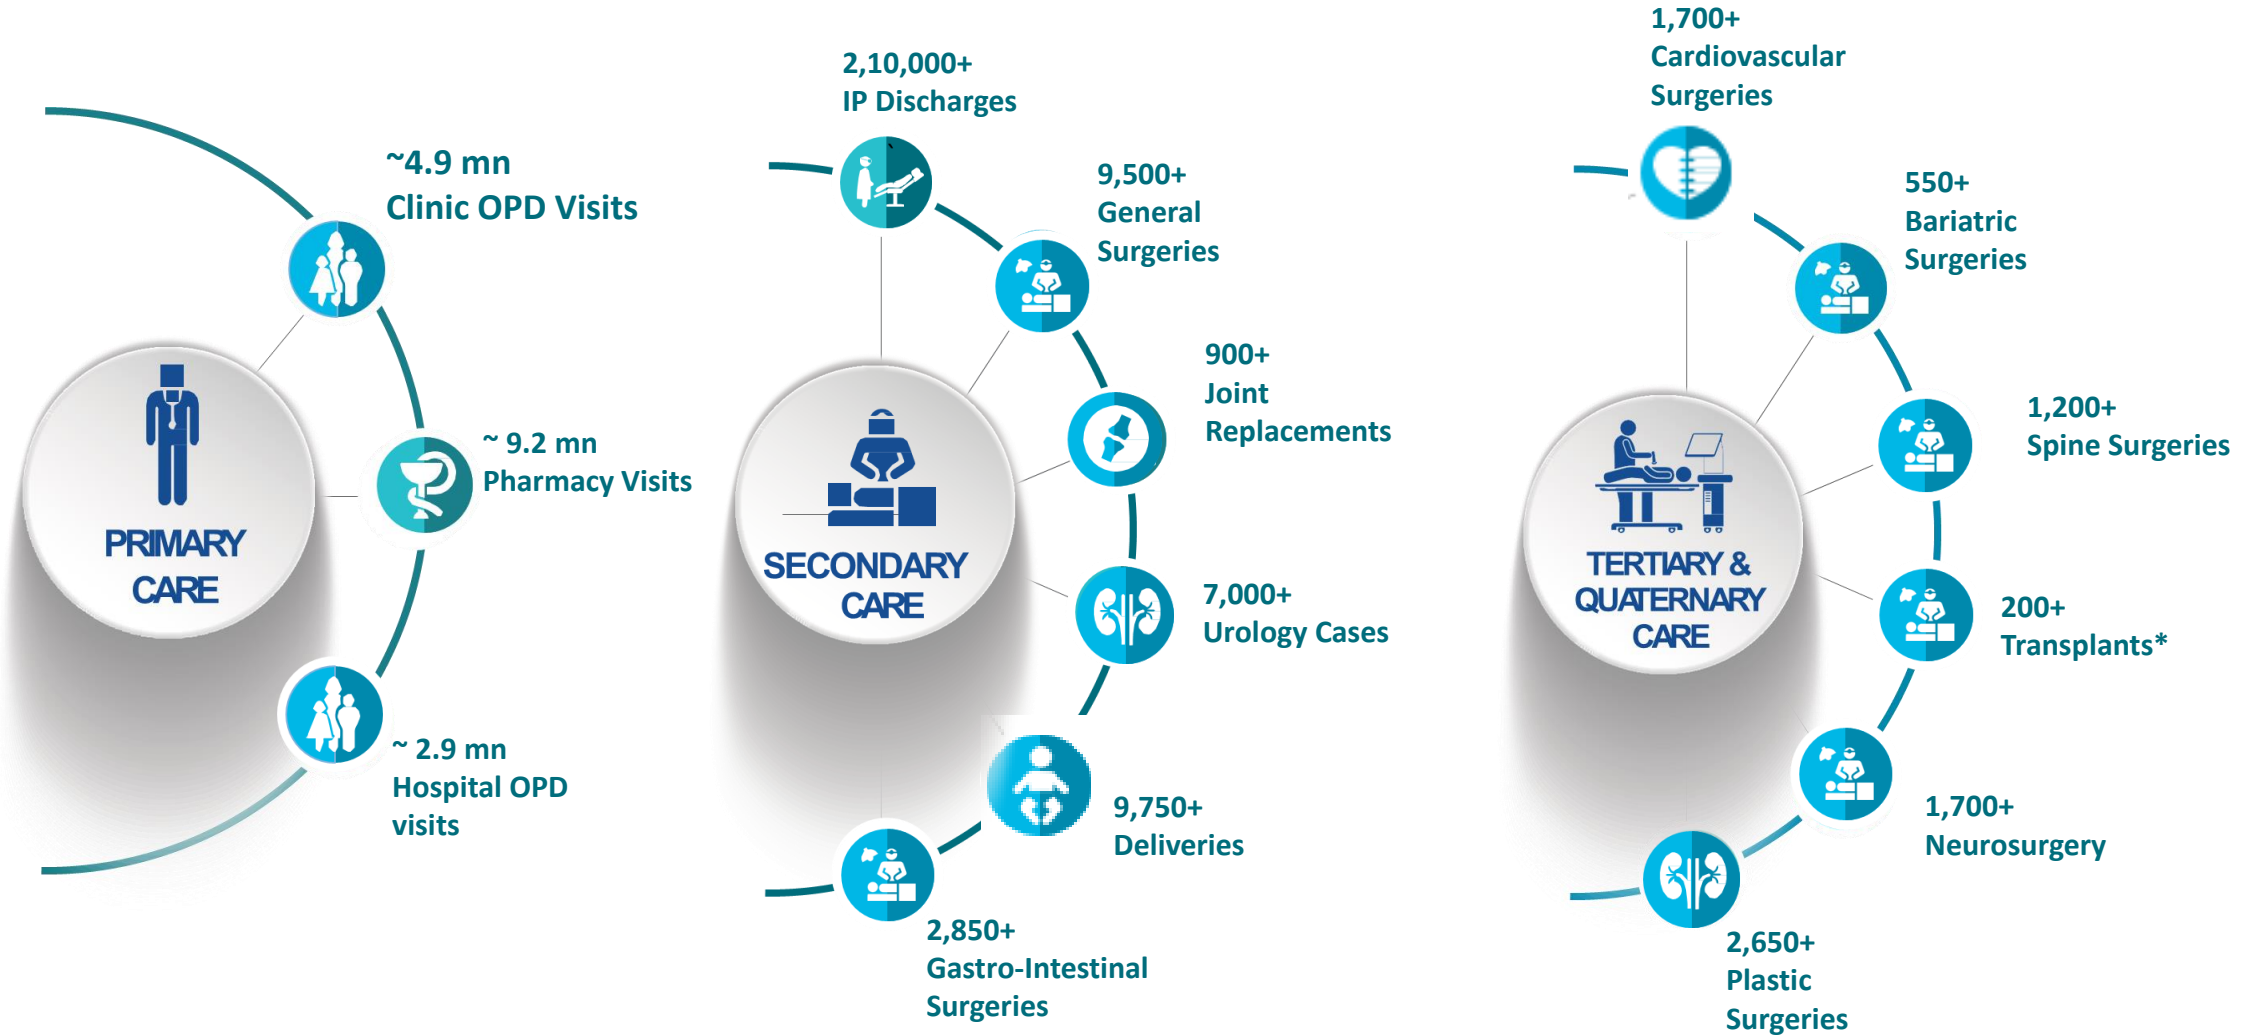 ~4.9 mn
Clinic OPD Visits
~ 9.2 mn
Pharmacy Visits
PRIMARY
CARE
~ 2.9 mn
Hospital OPD
visits
2,10,000+
IP Discharges
9,500+
General
Surgeries
900+
Joint
Replacements
SECONDARY
CARE
7,000+
Urology Cases
9,750+
Deliveries
2,850+
Gastro-Intestinal
Surgeries
1,700+
Cardiovascular
Surgeries
550+
Bariatric
Surgeries
1,200+
Spine Surgeries
TERTIARY &
QUATERNARY
CARE
200+
Transplants*
1,700+
Neurosurgery
2,650+
Plastic
Surgeries